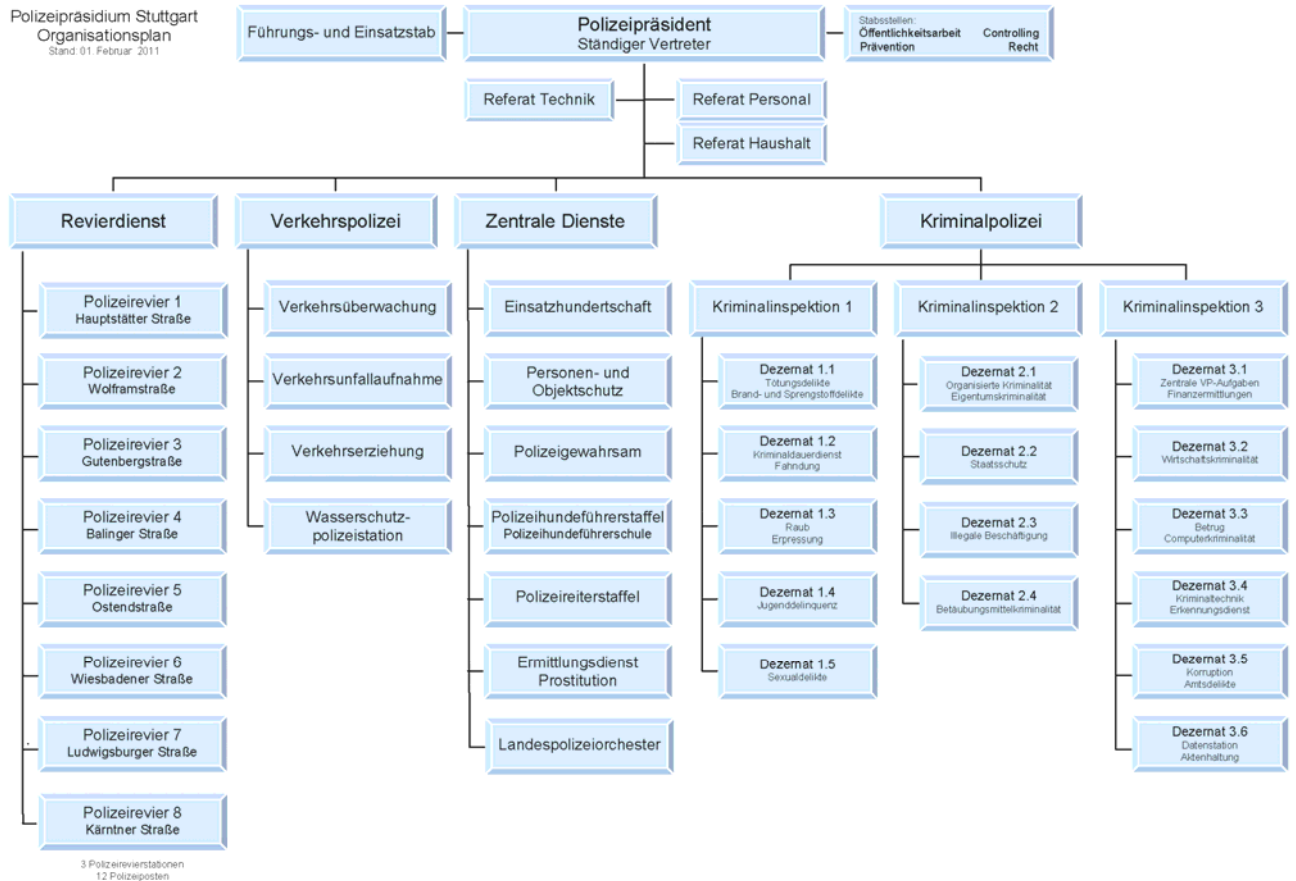 Polizeipräsidium Stuttgart
Organisationsplan
Stand: 01. Februar 2011
Führungs- und Einsatzstab
Polizeipräsident
Ständiger Vertreter
Stabsstellen:
Öffentlichkeitsarbeit Controlling
Prävention Recht
Referat Technik
Referat Personal
Referat Haushalt
Revierdienst
Polizeirevier 1
Hauptstätter Straße
Polizeirevier 2
Wolframstraße
Polizeirevier 3
Gutenbergstraße
Polizeirevier 4
Balinger Straße
Polizeirevier 5
Ostendstraße
Polizeirevier 6
Wiesbadener Straße
Polizeirevier 7
Ludwigsburger Straße
Polizeirevier 8
Kärntner Straße
3 Polizeirevierstationen
12 Polizeiposten
Verkehrspolizei
Verkehrsüberwachung
Verkehrsunfallaufnahme
Verkehrserziehung
Wasserschutz-
polizeistation
Zentrale Dienste
Einsatzhundertschaft
Personen- und
Objektschutz
Polizeigewahrsam
Polizeihundeführerstaffel
Polizeihundeführerschule
Polizeireiterstaffel
Ermittlungsdienst
Prostitution
Landespolizeiorchester
Kriminalpolizei
Kriminalinspektion 1
Dezernat 1.1
Tötungsdelikte
Brand- und Sprengstoffdelikte
Dezernat 1.2
Kriminaldauerdienst
Fahndung
Dezernat 1.3
Raub
Erpressung
Dezernat 1.4
Jugenddelinquenz
Dezernat 1.5
Sexualdelikte
Kriminalinspektion 2
Dezernat 2.1
Organisierte Kriminalität
Eigentumskriminalität
Dezernat 2.2
Staatsschutz
Dezernat 2.3
Illegale Beschäftigung
Dezernat 2.4
Betäubungsmittelkriminalität
Kriminalinspektion 3
Dezernat 3.1
Zentrale VP-Aufgaben
Finanzermittlungen
Dezernat 3.2
Wirtschaftskriminalität
Dezernat 3.3
Betrug
Computerkriminalität
Dezernat 3.4
Kriminaltechnik
Erkennungsdienst
Dezernat 3.5
Korruption
Amtsdelikte
Dezernat 3.6
Datenstation
Aktenhaltung